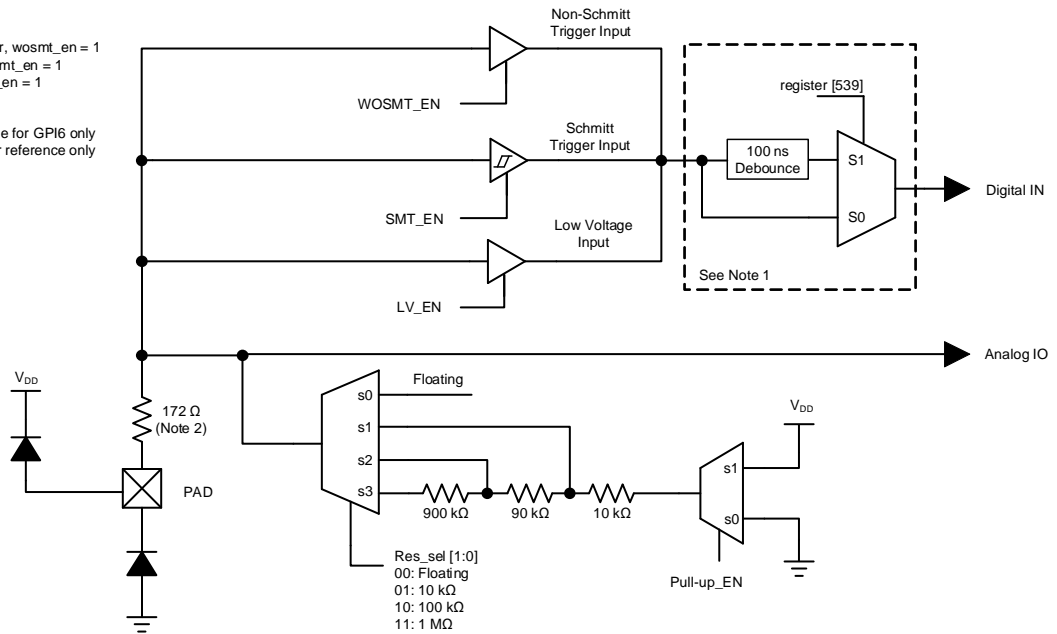 r, wosmt_en = 1
mt_en = 1
_en = 1
e for GPI6 only
r reference only
Non-Schmitt
Trigger Input
WOSMT_EN
Schmitt
Trigger Input
SMT_EN
Low Voltage
Input
LV_EN
register [539]
100 ns
Debounce
S1
S0
See Note 1
Digital IN
Analog IO
VDD
172 Ω
(Note 2)
PAD
Floating
s0
s1
s2
s3
900 kΩ
90 kΩ
10 kΩ
Res_sel [1:0]
00: Floating
01: 10 kΩ
10: 100 kΩ
11: 1 MΩ
VDD
s1
s0
Pull-up_EN